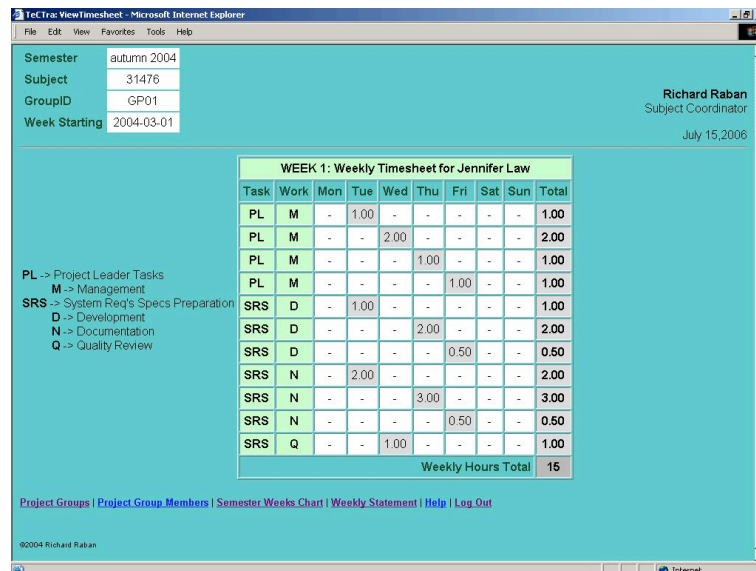 TeCTra: ViewTimesheet - Microsoft Internet Explorer
File Edit View Favorites Tools Help
Semester autumn 2004
Subject 31476
GroupID GP01
Week Starting 2004-03-01
Richard Raban
Subject Coordinator
July 15,2006
WEEK 1: Weekly Timesheet for Jennifer Law
Task Work Mon Tue Wed Thu Fri Sat Sun Total
PL M - 1.00 - - - - - 1.00
PL M - - 2.00 - - - - 2.00
PL M - - - 1.00 - - - 1.00
PL M - - - - 1.00 - - 1.00
SRS D - 1.00 - - - - - 1.00
SRS D - - - 2.00 - - - 2.00
SRS D - - - - 0.50 - - 0.50
SRS N - 2.00 - - - - - 2.00
SRS N - - - 3.00 - - - 3.00
SRS N - - - - 0.50 - - 0.50
SRS Q - - 1.00 - - - - 1.00
Weekly Hours Total 15
PL -> Project Leader Tasks
M -> Management
SRS -> System Req's Specs Preparation
D -> Development
N -> Documentation
Q -> Quality Review
Project Groups | Project Group Members | Semester Weeks Chart | Weekly Statement | Help | Log Out
©2004 Richard Raban
Internet